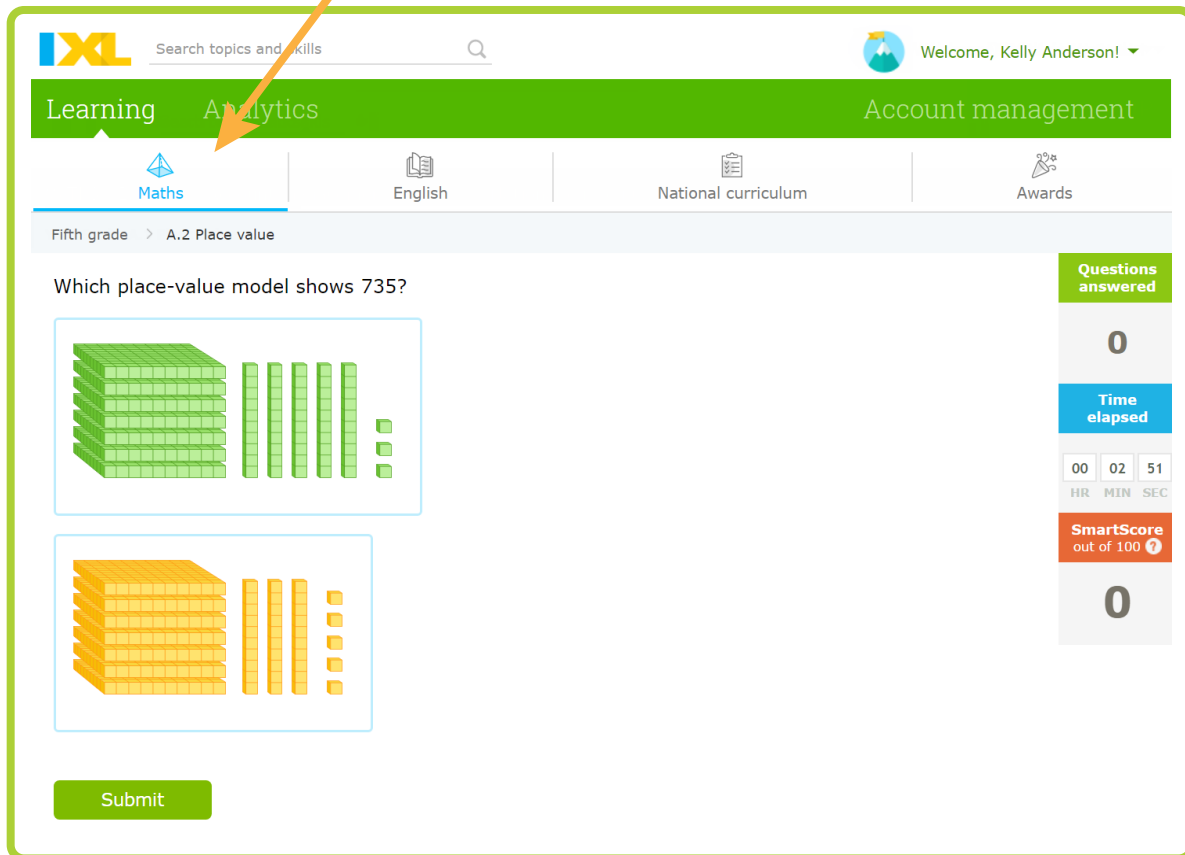 IXL
Search topics and skills
Welcome, Kelly Anderson!
Learning Analytics Account management
Maths English National curriculum Awards
Fifth grade > A.2 Place value
Which place-value model shows 735?
Questions
answered
0
Time
elapsed
00 02 51
HR MIN SEC
SmartScore
out of 100 ?
0
Submit